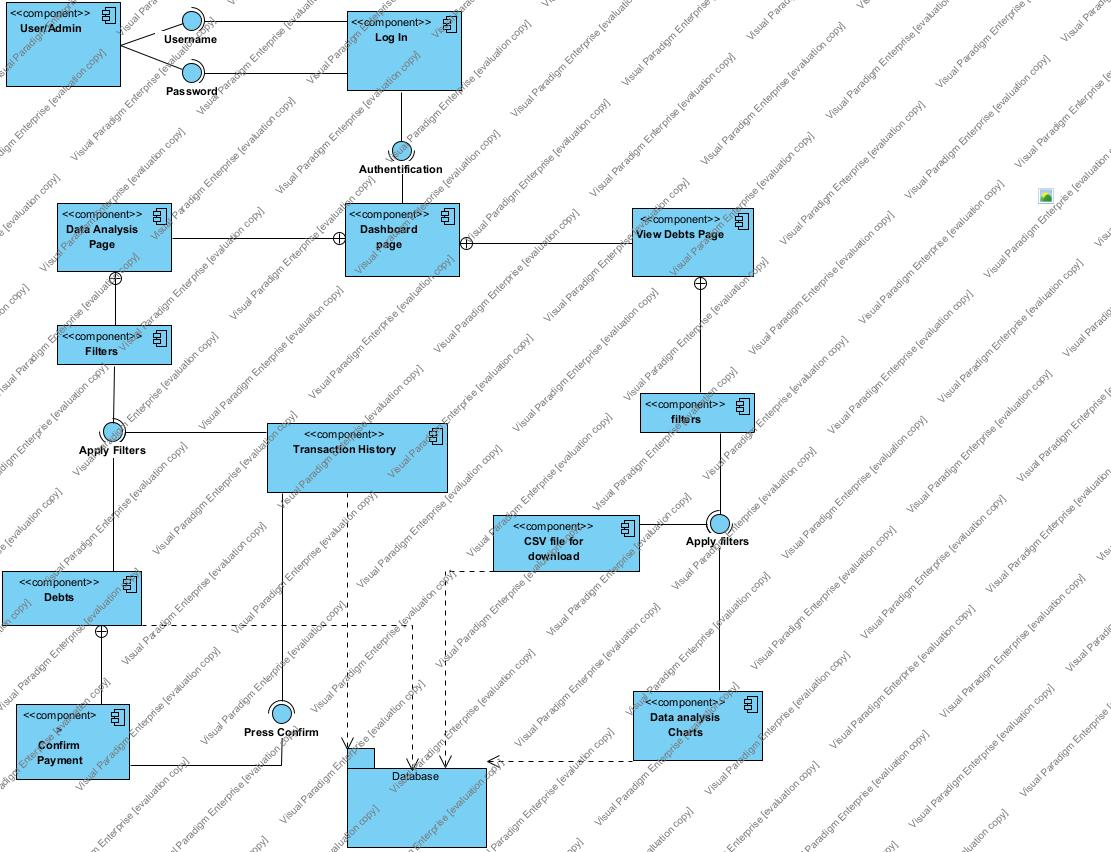 <<component>>
User/Admin
Username
Password
<<component>>
Log In
Authentification
<<component>>
Data Analysis
Page
<<component>>
Dashboard
page
<<component>>
View Debts Page
<<component>>
Filters
<<component>>
filters
Apply Filters
<<component>>
Transaction History
<<component>>
CSV file for
download
Apply filters
<<component>>
Debts
<<component>
Confirm
Payment
Press Confirm
<<component>>
Data analysis
Charts
Database
Visual Paradigm Enterprise [evaluation copy]